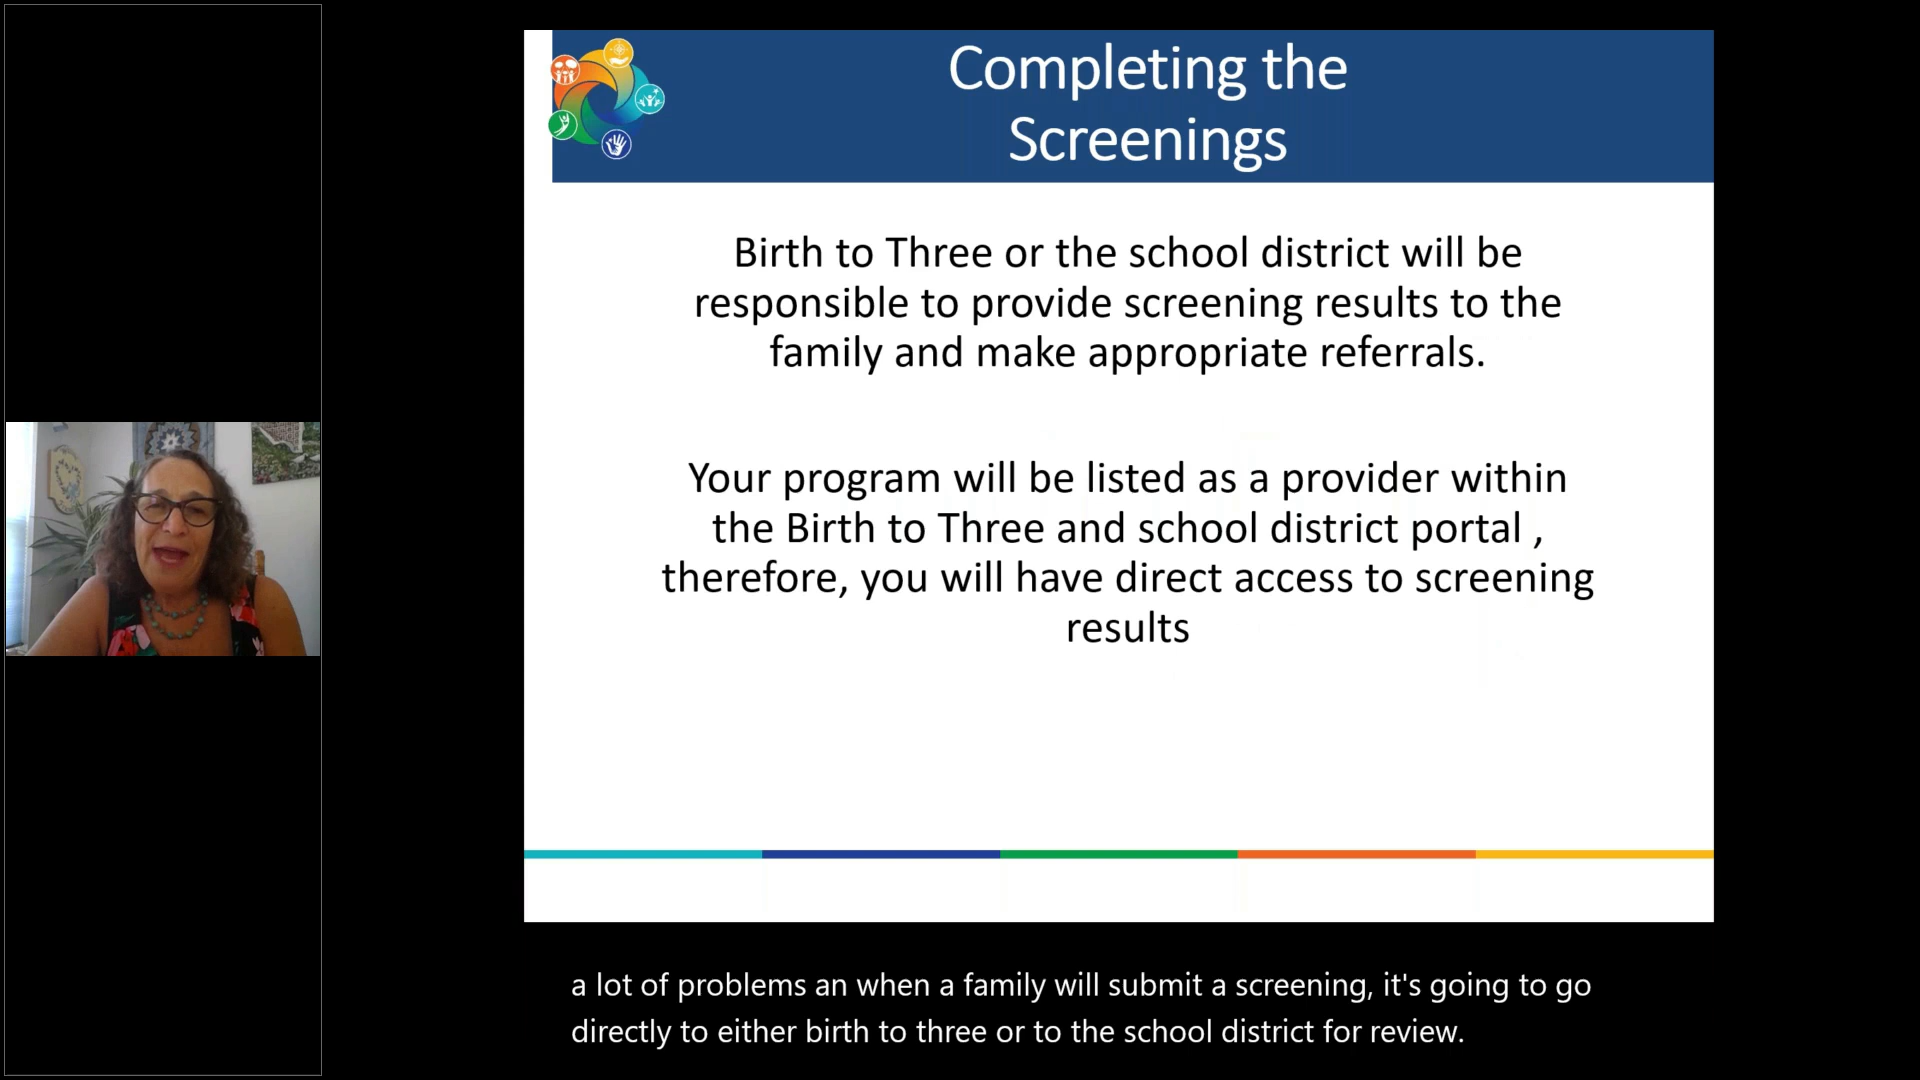 Completing the
Screenings
Birth to Three or the school district will be
responsible to provide screening results to the
family and make appropriate referrals.
Your program will be listed as a provider within
the Birth to Three and school district portal ,
therefore, you will have direct access to screening
results
a lot of problems an when a family will submit a screening, it's going to go
directly to either birth to three or to the school district for review.